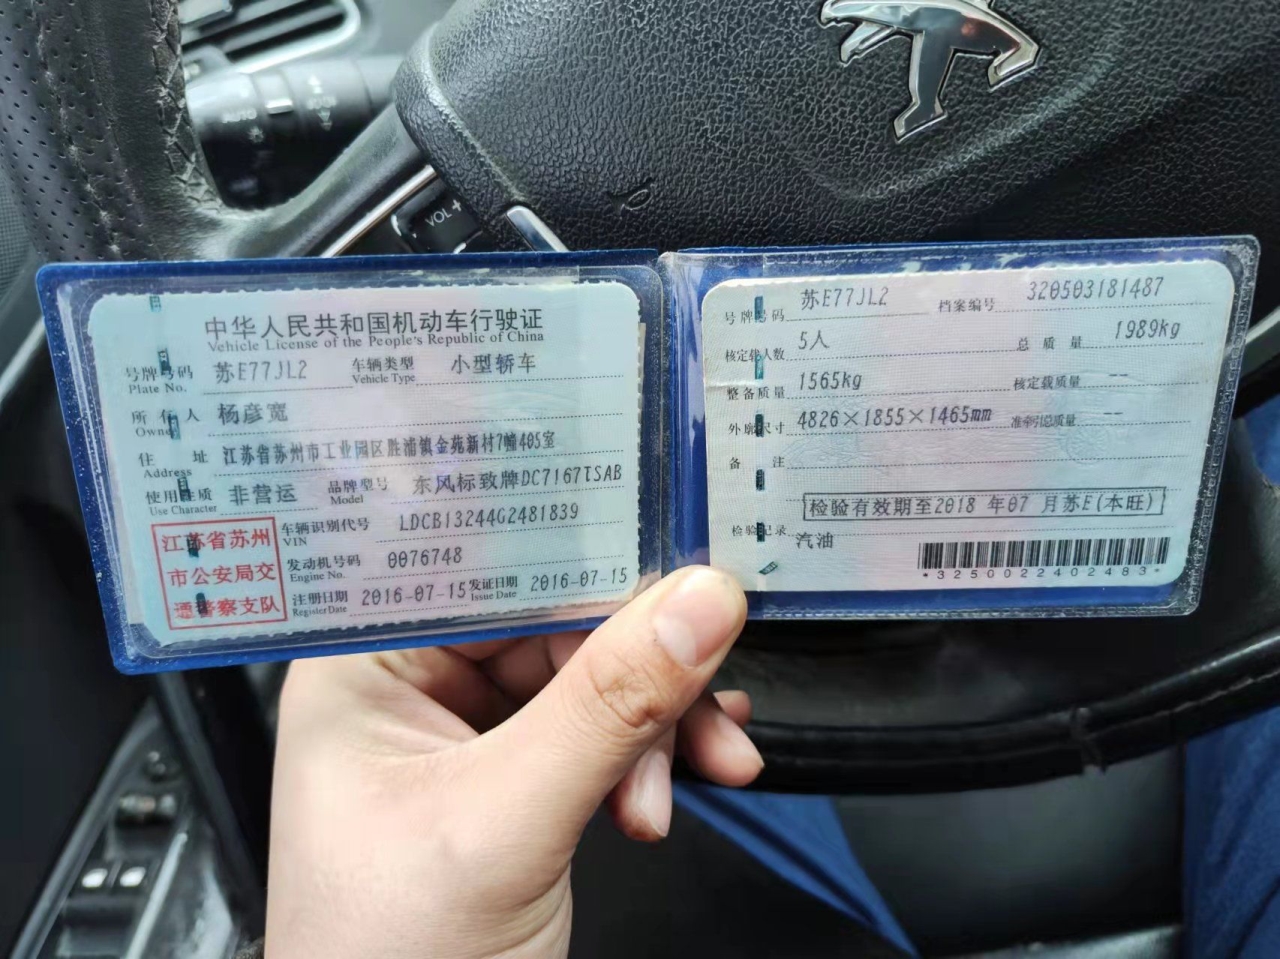 AUTO
VOL +
中华人民共和国机动车行驶证
Vehicle License of the People's Republic of China
号牌号码 苏E77JL2 车辆类型 小型轿车
Plate No. Vehicle Type
所有人 杨彦宽
Owner
住址 江苏省苏州市工业园区胜浦镇金苑新村7幢405室
Address
使用性质 非营运 品牌型号 东风标致牌DC7167TSAB
Use Character Model
江苏省苏州
市公安局交
通警察支队
车辆识别代号 LDCB13244G2481839
VIN
发动机号码 0076748
Engine No.
注册日期 2016-07-15 发证日期 2016-07-15
Register Date Issue Date
号牌号码 苏E77JL2 档案编号 320503181487
核定载人数 5人 总质量 1989kg
整备质量 1565kg 核定载质量 --
外廓尺寸 4826×1855×1465mm 准牵引总质量 --
备注
检验有效期至2018 年07 月苏E(本旺)
检验记录
汽油
*3250022402483*